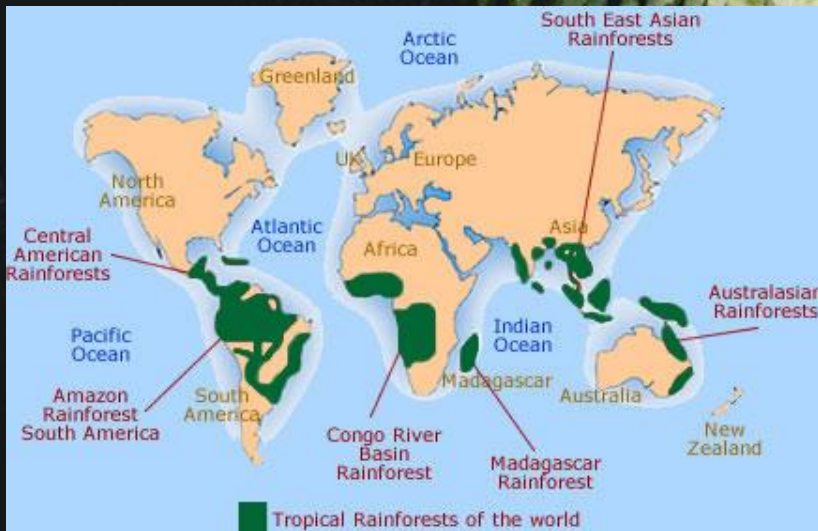 South East Asian
Rainforests
Arctic
Ocean
Greenland
UK
Europe
North
America
Atlantic
Ocean
Asia
Africa
Central
American
Rainforests
Australasian
Rainforests
Pacific
Ocean
Indian
Ocean
Madagascar
Australia
Amazon
Rainforest
South America
South
America
Congo River
Basin
Rainforest
Madagascar
Rainforest
New
Zealand
Tropical Rainforests of the world